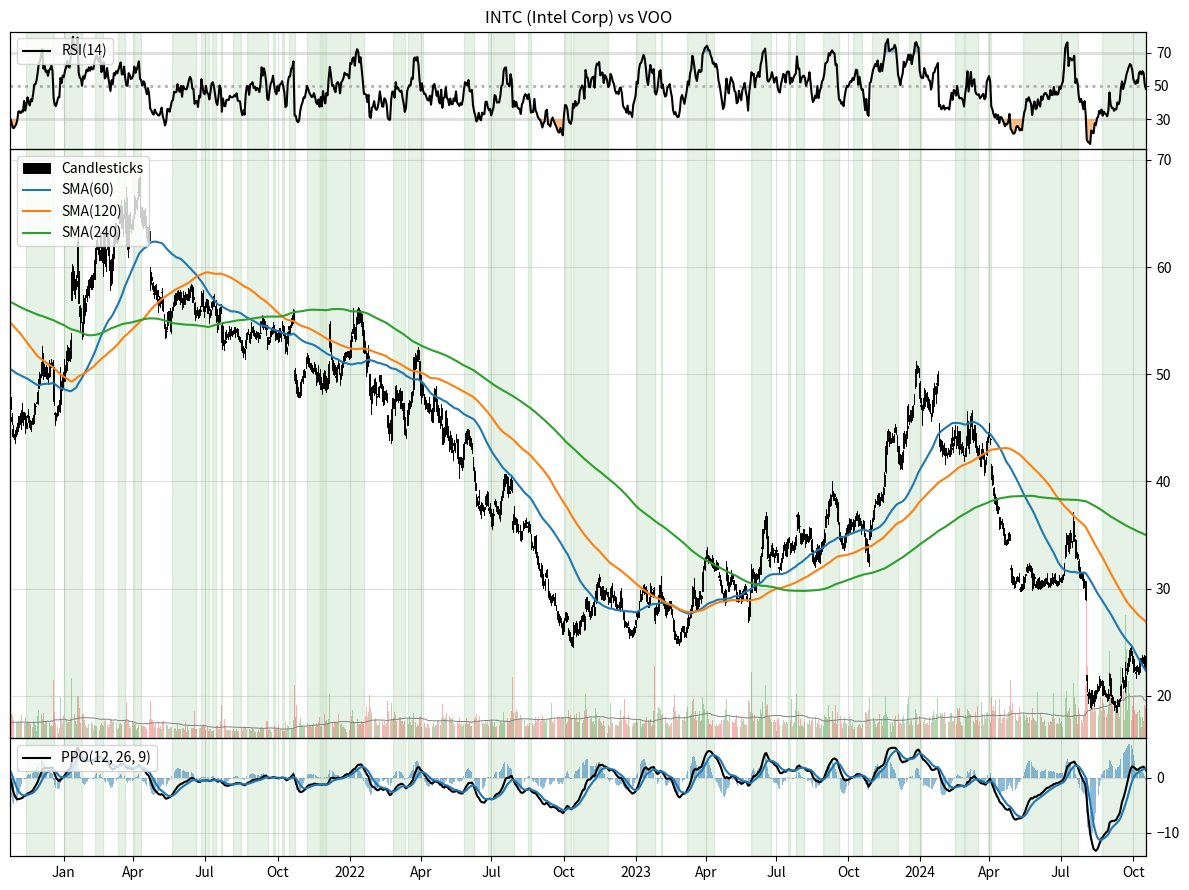 INTC (Intel Corp) vs VOO
RSI(14)
70
50
30
Candlesticks
SMA(60)
SMA(120)
SMA(240)
70
60
50
40
30
20
PPO(12, 26, 9)
0
−10
Jan Apr Jul Oct 2022 Apr Jul Oct 2023 Apr Jul Oct 2024 Apr Jul Oct